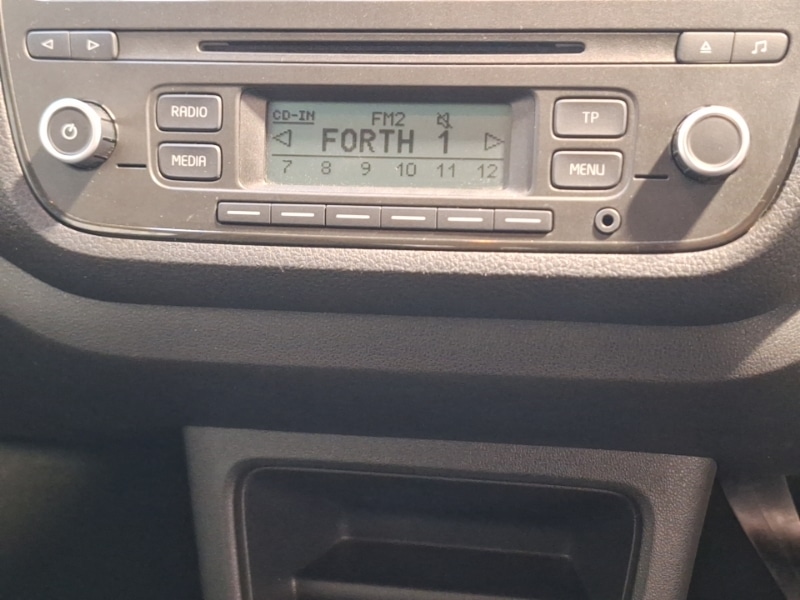 RADIO
MEDIA
CD-IN
FM2
FORTH 1
7 8 9 10 11 12
TP
MENU